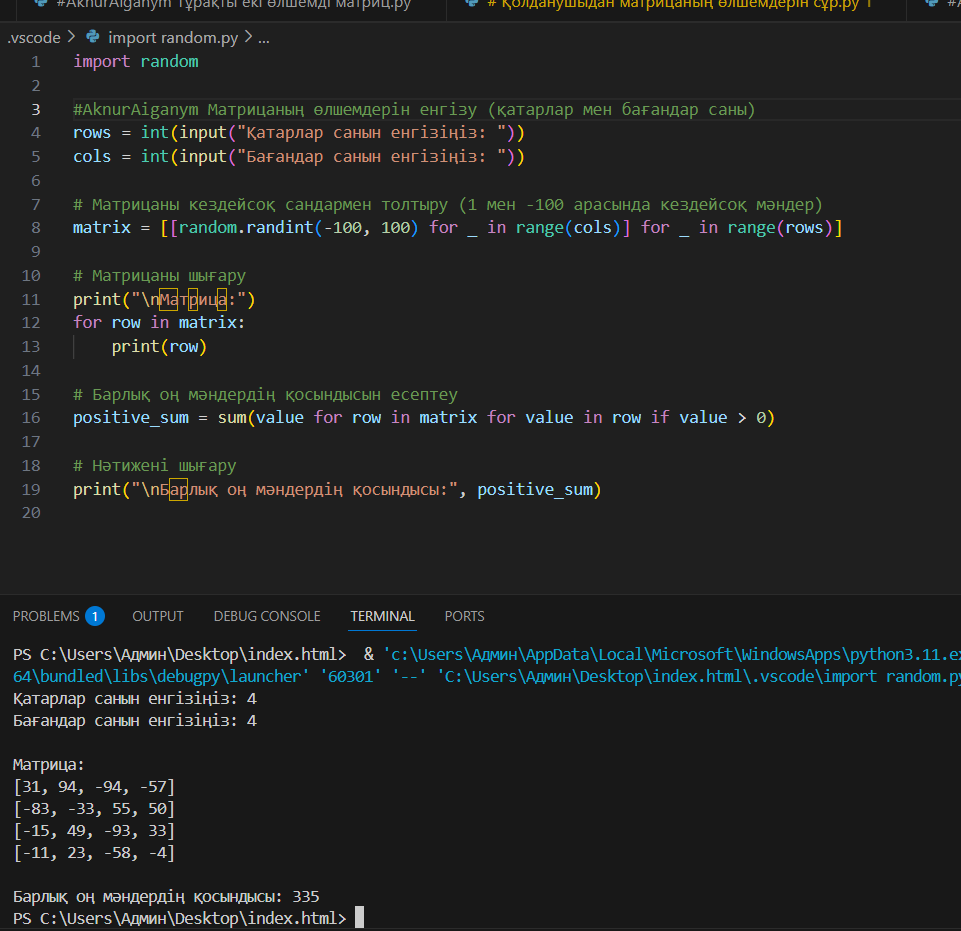 #AknurAiganym Тұрақты екі өлшемді матриц.py
# Қолданушыдан матрицаның өлшемдерін сұр.py 1
.vscode > import random.py > ...
1 import random
2
3 #AknurAiganym Матрицаның өлшемдерін енгізу (қатарлар мен бағандар саны)
4 rows = int(input("Қатарлар санын енгізіңіз: "))
5 cols = int(input("Бағандар санын енгізіңіз: "))
6
7 # Матрицаны кездейсоқ сандармен толтыру (1 мен -100 арасында кездейсоқ мәндер)
8 matrix = [[random.randint(-100, 100) for _ in range(cols)] for _ in range(rows)]
9
10 # Матрицаны шығару
11 print("\nМатрица:")
12 for row in matrix:
13     print(row)
14
15 # Барлық оң мәндердің қосындысын есептеу
16 positive_sum = sum(value for row in matrix for value in row if value > 0)
17
18 # Нәтижені шығару
19 print("\nБарлық оң мәндердің қосындысы:", positive_sum)
20
PROBLEMS 1 OUTPUT DEBUG CONSOLE TERMINAL PORTS
PS C:\Users\Админ\Desktop\index.html>  & 'c:\Users\Админ\AppData\Local\Microsoft\WindowsApps\python3.11.ex
64\bundled\libs\debugpy\launcher' '60301' '--' 'C:\Users\Админ\Desktop\index.html\.vscode\import random.py
Қатарлар санын енгізіңіз: 4
Бағандар санын енгізіңіз: 4
Матрица:
[31, 94, -94, -57]
[-83, -33, 55, 50]
[-15, 49, -93, 33]
[-11, 23, -58, -4]
Барлық оң мәндердің қосындысы: 335
PS C:\Users\Админ\Desktop\index.html>